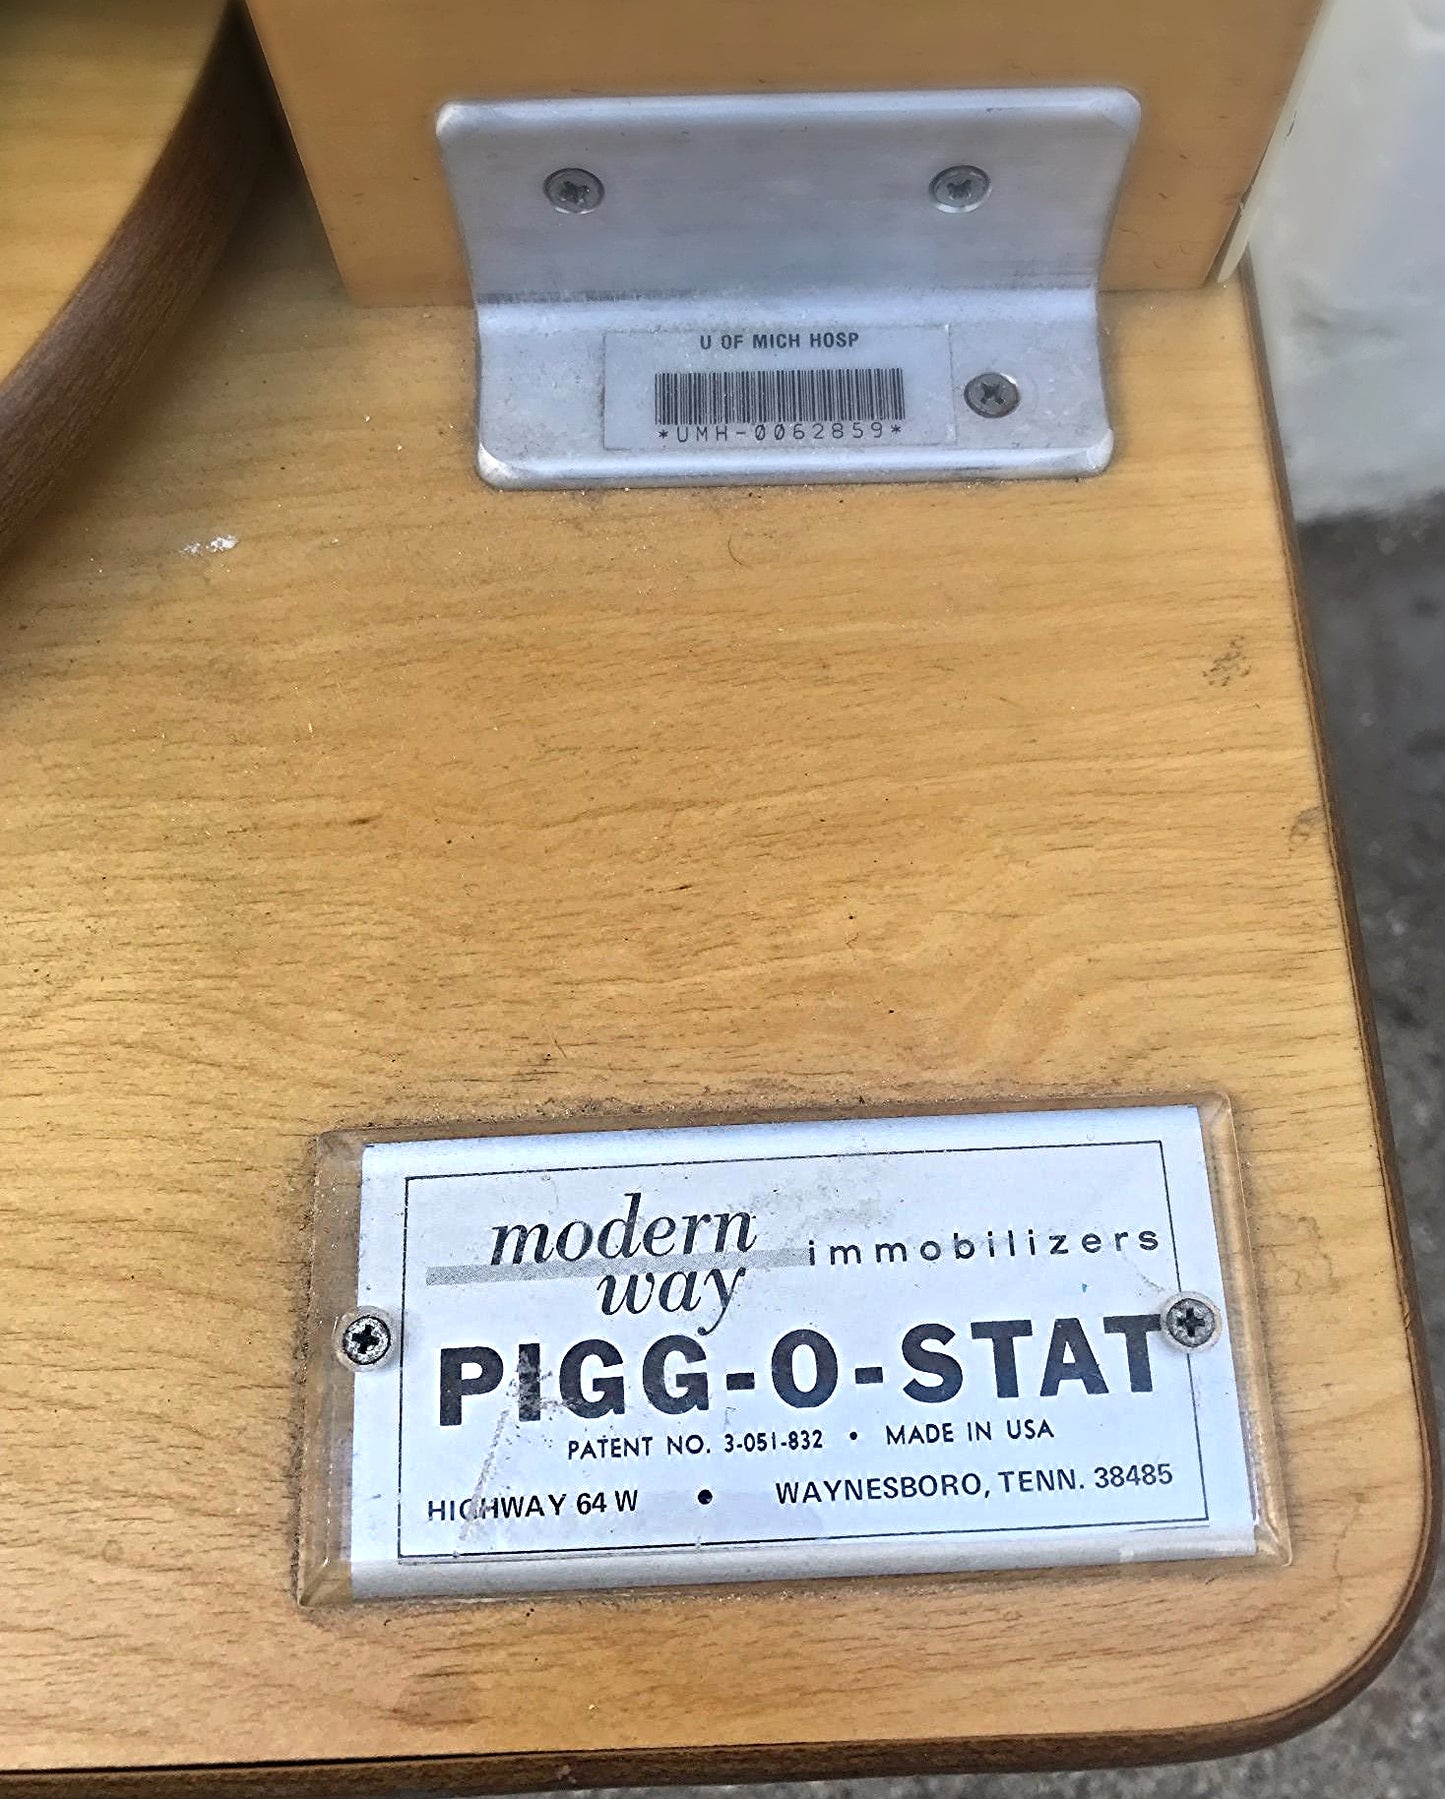 U OF MICH HOSP
*UMH-0062859*
modern
way
immobilizers
PIGG-O-STAT
PATENT NO. 3-051-832 • MADE IN USA
HIGHWAY 64 W • WAYNESBORO, TENN. 38485